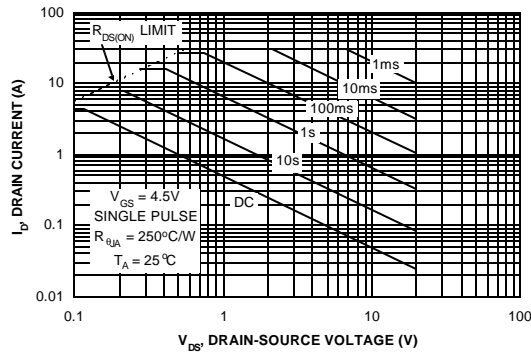 100
R_DS(ON) LIMIT
10
1
0.1
0.01
I_D, DRAIN CURRENT (A)
1ms
10ms
100ms
1s
10s
DC
V_GS = 4.5V
SINGLE PULSE
R_θJA = 250°C/W
T_A = 25°C
0.1
1
10
100
V_DS, DRAIN-SOURCE VOLTAGE (V)